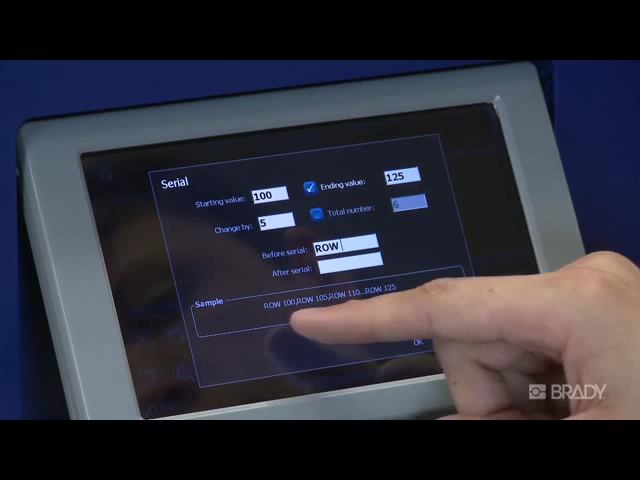 Serial
Starting value: 100 Ending value: 125
Change by: 5 Total number: 6
Before serial: ROW
After serial:
Sample
ROW 100,ROW 105,ROW 110...ROW 125
OK
BRADY